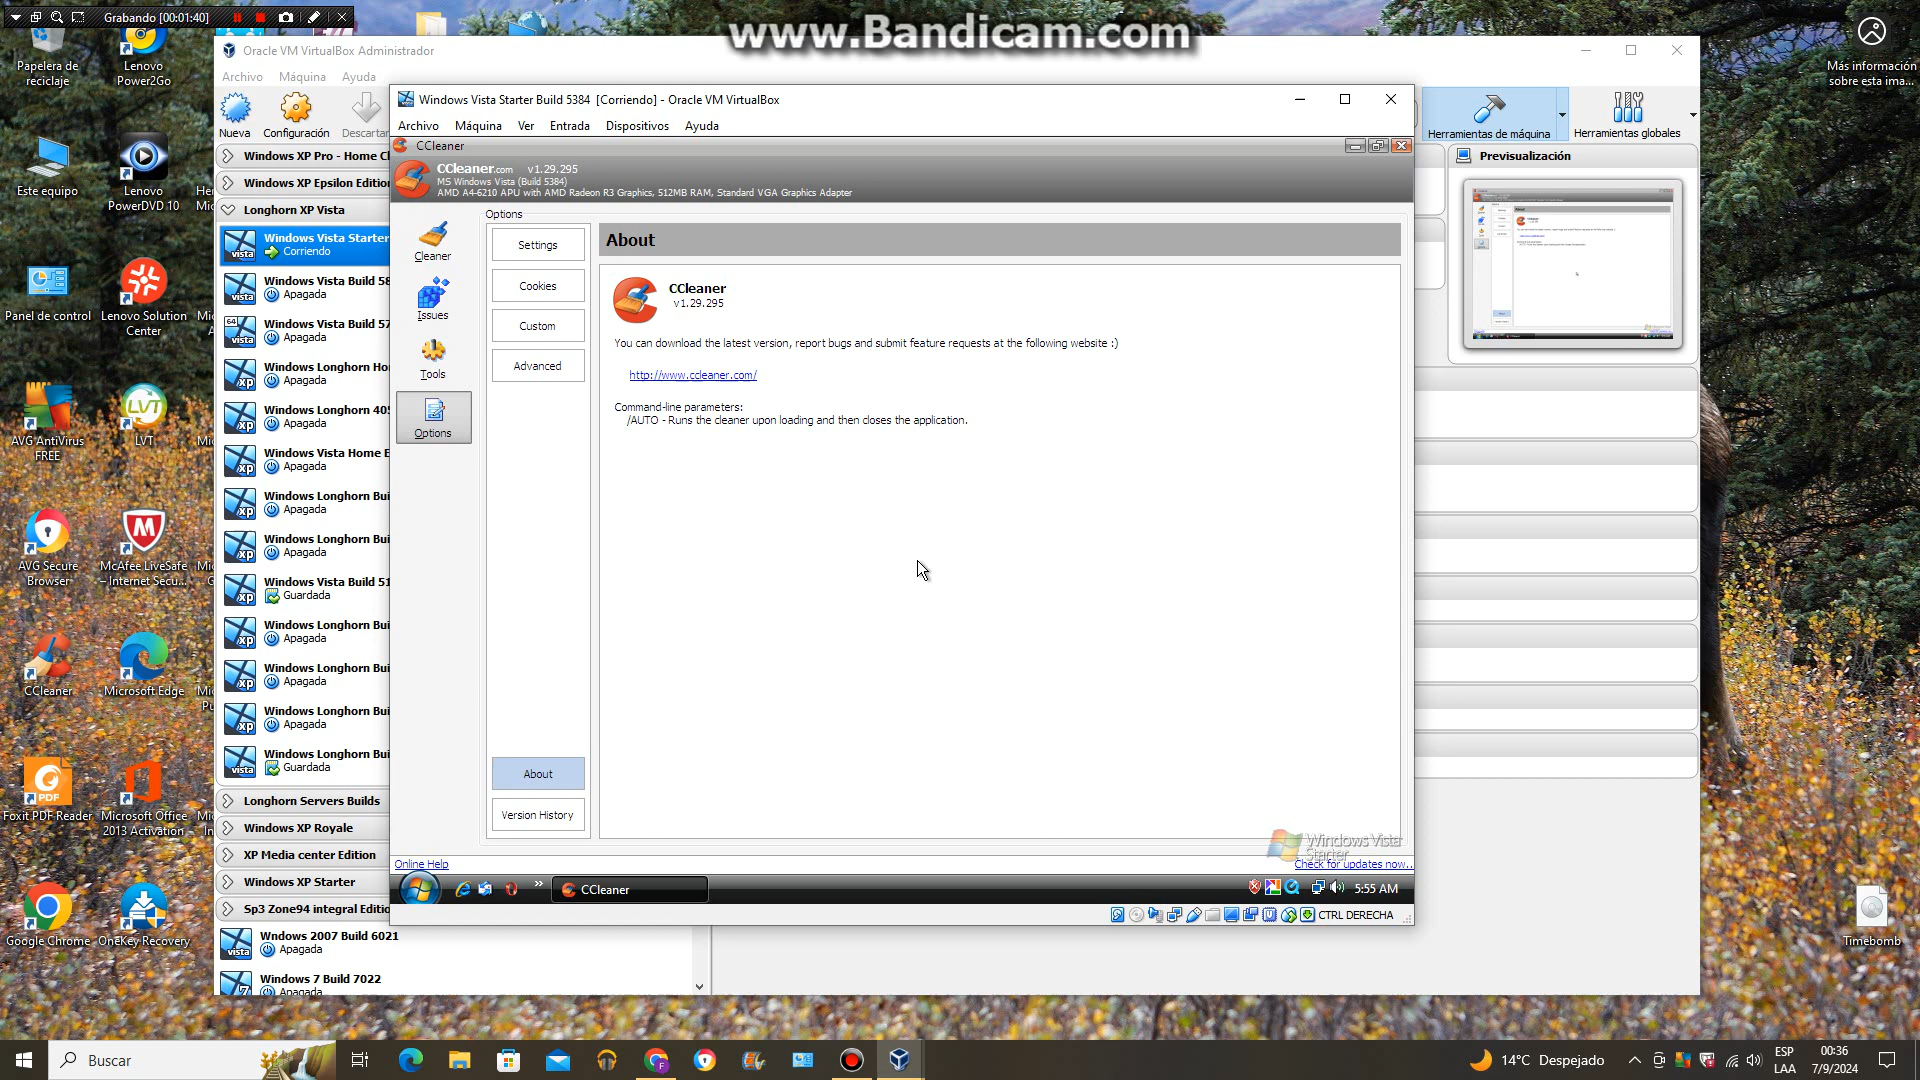 Grabando [00:01:40]
www.Bandicam.com
Papelera de
reciclaje
Lenovo
Power2Go
Este equipo
Lenovo
PowerDVD 10
Panel de control
Lenovo Solution
Center
AVG AntiVirus
FREE
LVT
AVG Secure
Browser
McAfee LiveSafe
– Internet Secu...
CCleaner
Microsoft Edge
Foxit PDF Reader
Microsoft Office
2013 Activation
Google Chrome
OneKey Recovery
Más información
sobre esta ima...
Timebomb
Oracle VM VirtualBox Administrador
Archivo Máquina Ayuda
Nueva Configuración Descartar
Herramientas de máquina Herramientas globales
Windows XP Pro - Home
Windows XP Epsilon Edition
Longhorn XP Vista
Windows Vista Starter
Corriendo
Windows Vista Build 58
Apagada
64
Windows Vista Build 57
Apagada
Windows Longhorn Ho
Apagada
Windows Longhorn 405
Apagada
Windows Vista Home E
Apagada
Windows Longhorn Bui
Apagada
Windows Longhorn Bui
Apagada
Windows Vista Build 51
Guardada
Windows Longhorn Bui
Apagada
Windows Longhorn Bui
Apagada
Windows Longhorn Bui
Apagada
Windows Longhorn Bui
Guardada
Longhorn Servers Builds
Windows XP Royale
XP Media center Edition
Windows XP Starter
Sp3 Zone94 integral Editio
Wndows 2007 Build 6021
Apagada
Windows 7 Build 7022
Apagada
Previsualización
Windows Vista Starter Build 5384 [Corriendo] - Oracle VM VirtualBox
Archivo Máquina Ver Entrada Dispositivos Ayuda
CCleaner
CCleaner.com v1.29.295
MS Windows Vista (Build 5384)
AMD A4-6210 APU with AMD Radeon R3 Graphics, 512MB RAM, Standard VGA Graphics Adapter
Cleaner
Issues
Tools
Options
Options
Settings
Cookies
Custom
Advanced
About
Version History
About
CCleaner
v1.29.295
You can download the latest version, report bugs and submit feature requests at the following website :)
http://www.ccleaner.com/
Command-line parameters:
/AUTO - Runs the cleaner upon loading and then closes the application.
Windows Vista
Starter
Online Help
Check for updates now..
CCleaner
5:55 AM
CTRL DERECHA
Buscar
14°C Despejado
ESP
LAA
00:36
7/9/2024